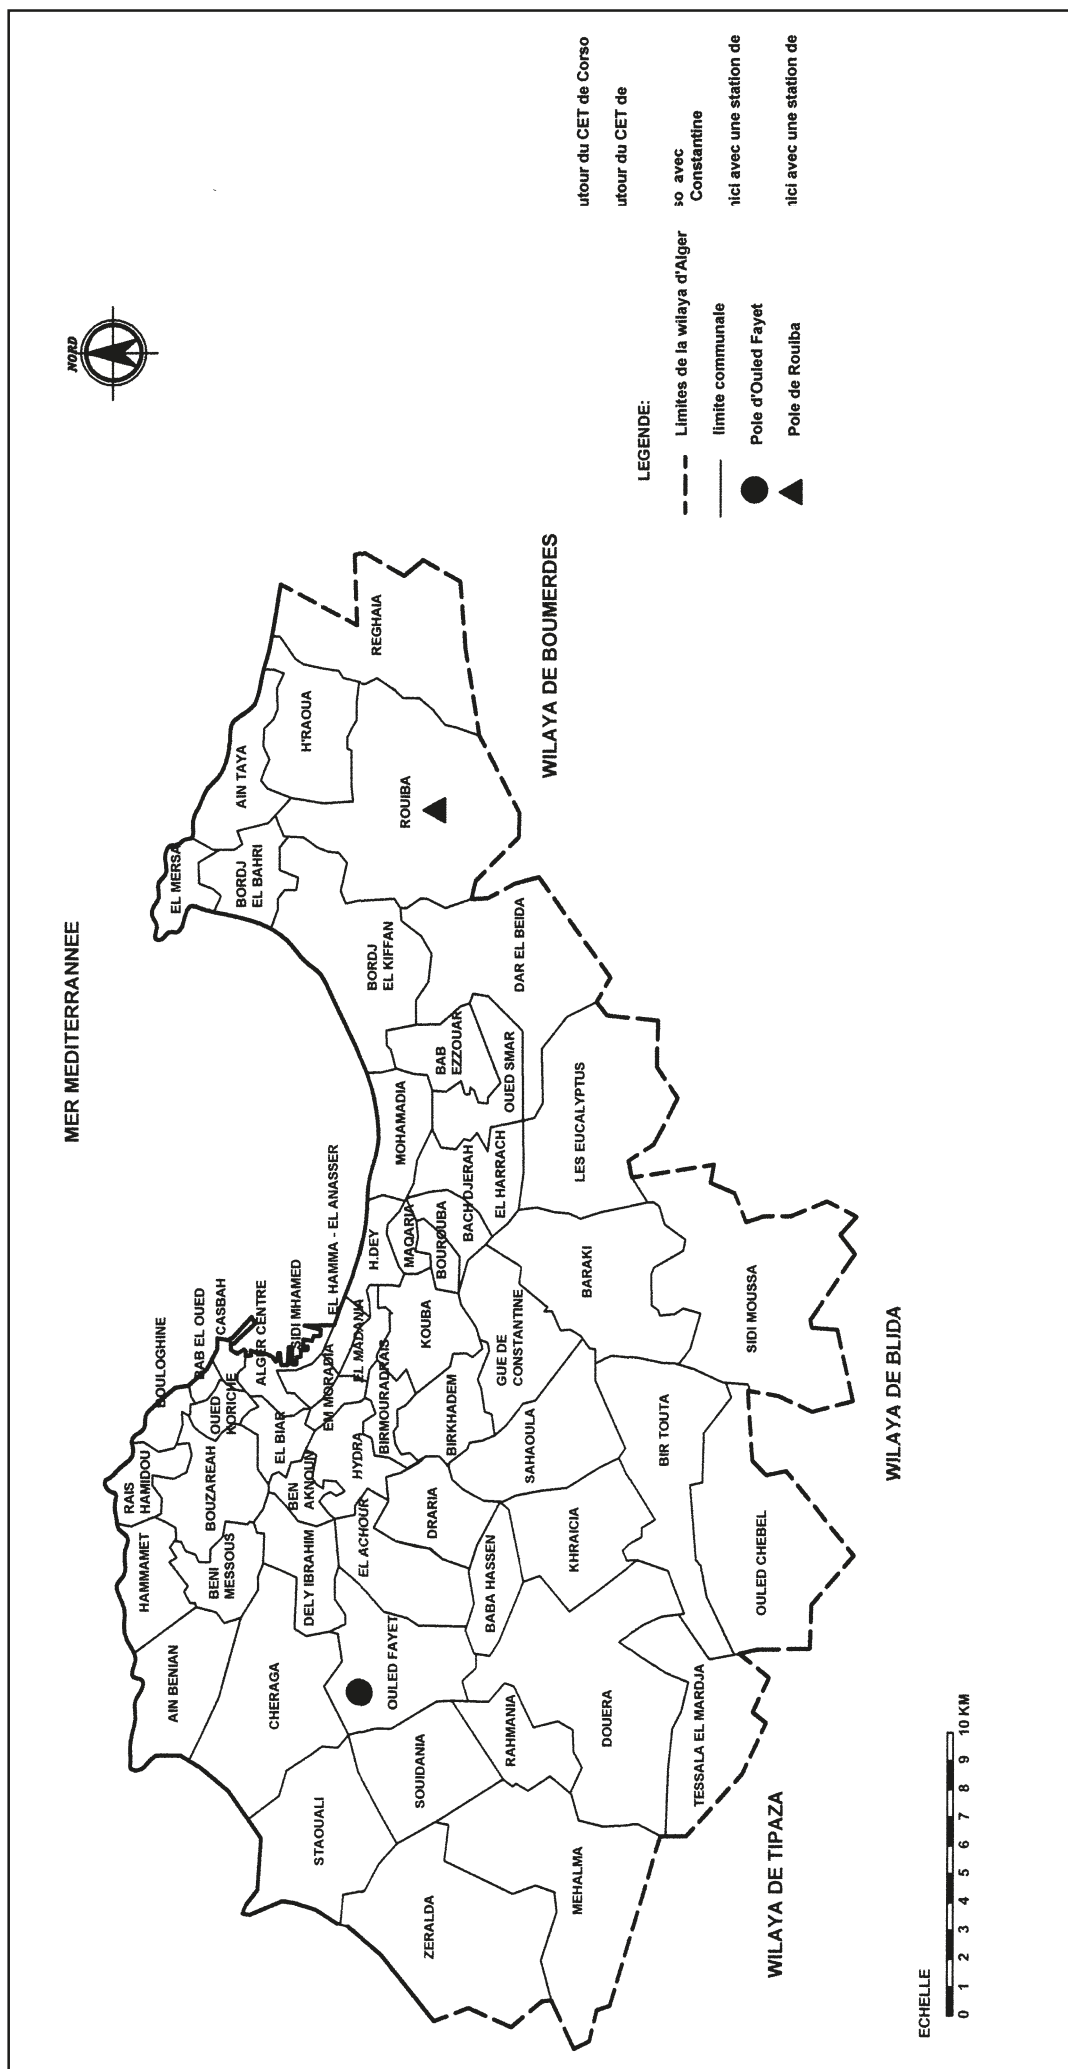 MER MEDITERRANNEE
NORD
RAIS
HAMIDOU
BOULOGHINE
BAB EL OUED
CASBAH
ALGER CENTRE
SIDI MHAMED
EL HAMMA - EL ANASSER
EL MERSA
AIN TAYA
BORDJ
EL BAHRI
H'RAOUA
REGHAIA
ROUIBA
BORDJ
EL KIFFAN
DAR EL BEIDA
BAB
EZZOUAR
OUED SMAR
MOHAMADIA
HAMMAMET
AIN BENIAN
BENI
MESSOUS
BOUZAREAH
OUED
KORICHE
EL BIAR
BEN
AKNOUN
EM MORADIA
EL MADANIA
HYDRA
BIRMOURADRAIS
H.DEY
MAQARIA
BOUROUBA
BACHDJERAH
EL HARRACH
LES EUCALYPTUS
KOUBA
BIRKHADEM
GUE DE
CONSTANTINE
BARAKI
SIDI MOUSSA
CHERAGA
DELY IBRAHIM
EL ACHOUR
DRARIA
OULED FAYET
BABA HASSEN
SAHAOULA
KHRAICIA
BIR TOUTA
OULED CHEBEL
STAOUALI
SOUIDANIA
RAHMANIA
DOUERA
TESSALA EL MARDJA
ZERALDA
MEHALMA
WILAYA DE BOUMERDES
WILAYA DE BLIDA
WILAYA DE TIPAZA
LEGENDE:
Limites de la wilaya d'Alger
limite communale
Pole d'Ouled Fayet
Pole de Rouiba
utour du CET de Corso
utour du CET de
so avec
Constantine
nici avec une station de
nici avec une station de
ECHELLE
0 1 2 3 4 5 6 7 8 9 10 KM